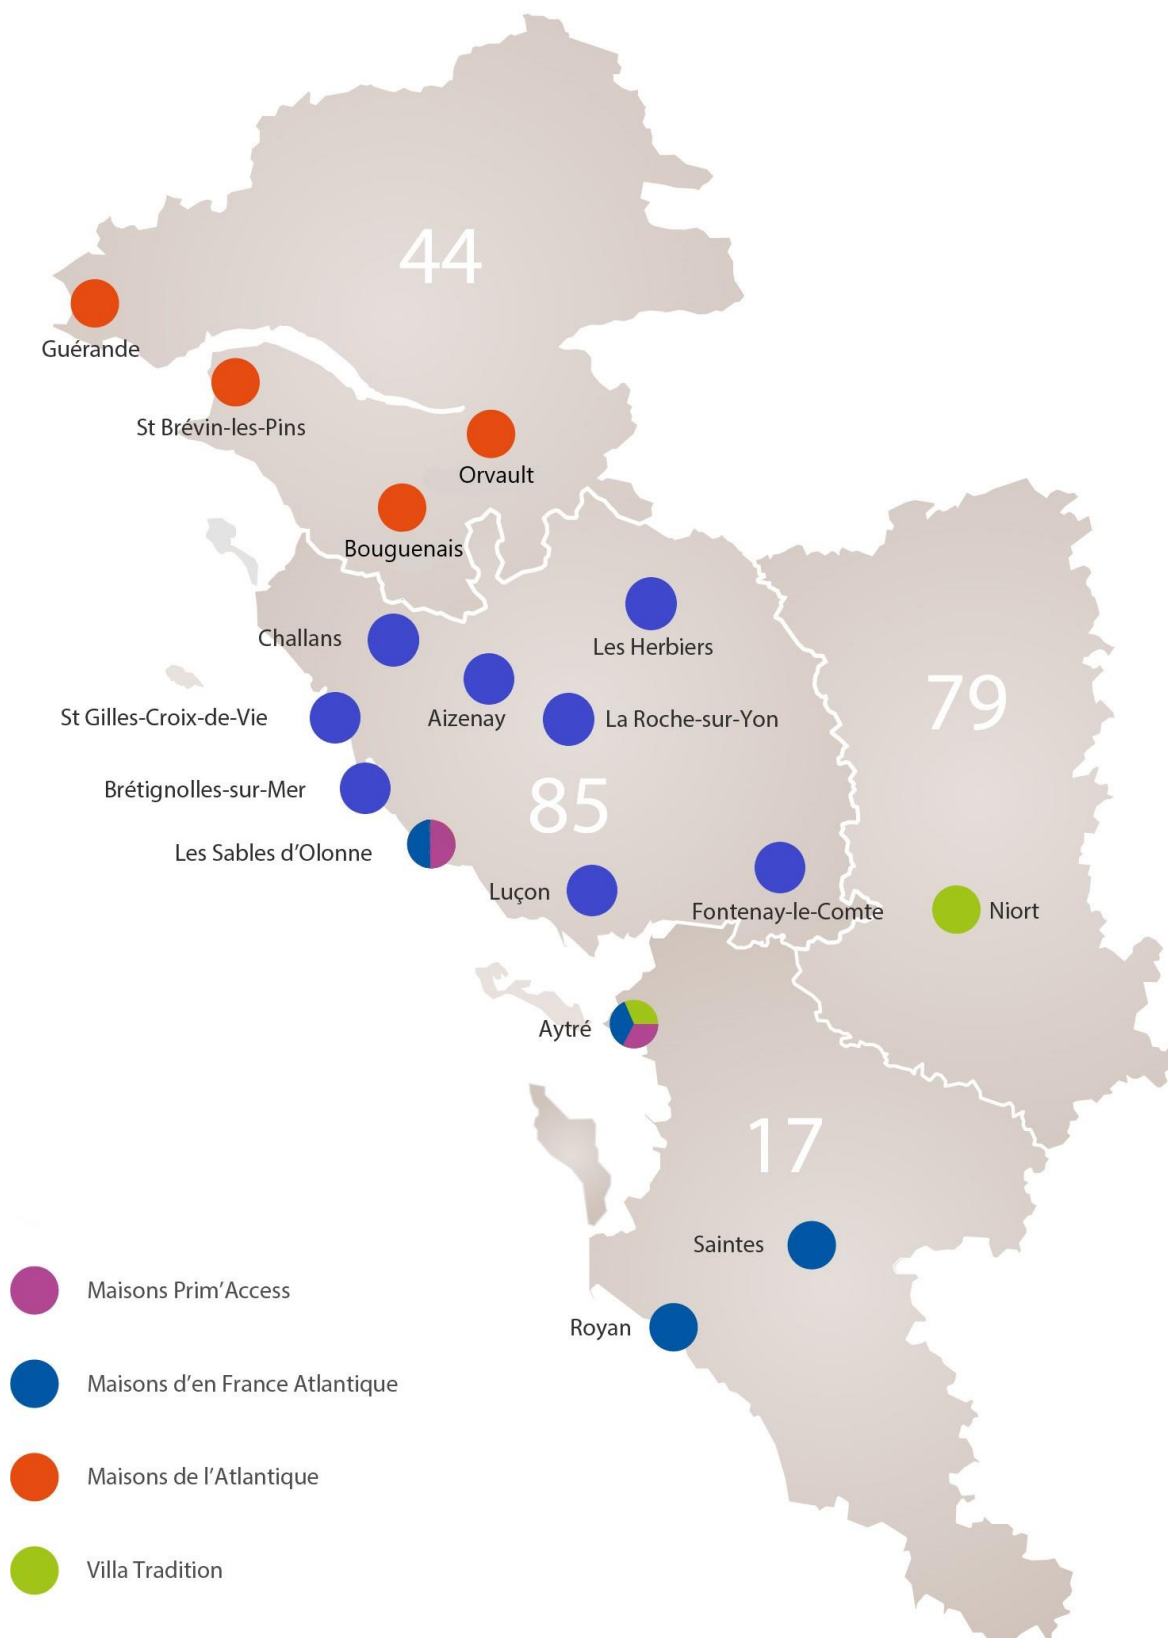 44
Guérande
St Brévin-les-Pins
Orvault
Bouguenais
Challans
Les Herbiers
79
St Gilles-Croix-de-Vie
Aizenay
La Roche-sur-Yon
Brétignolles-sur-Mer
85
Les Sables d’Olonne
Luçon
Fontenay-le-Comte
Niort
Aytré
17
Saintes
Royan
Maisons Prim’Access
Maisons d’en France Atlantique
Maisons de l’Atlantique
Villa Tradition